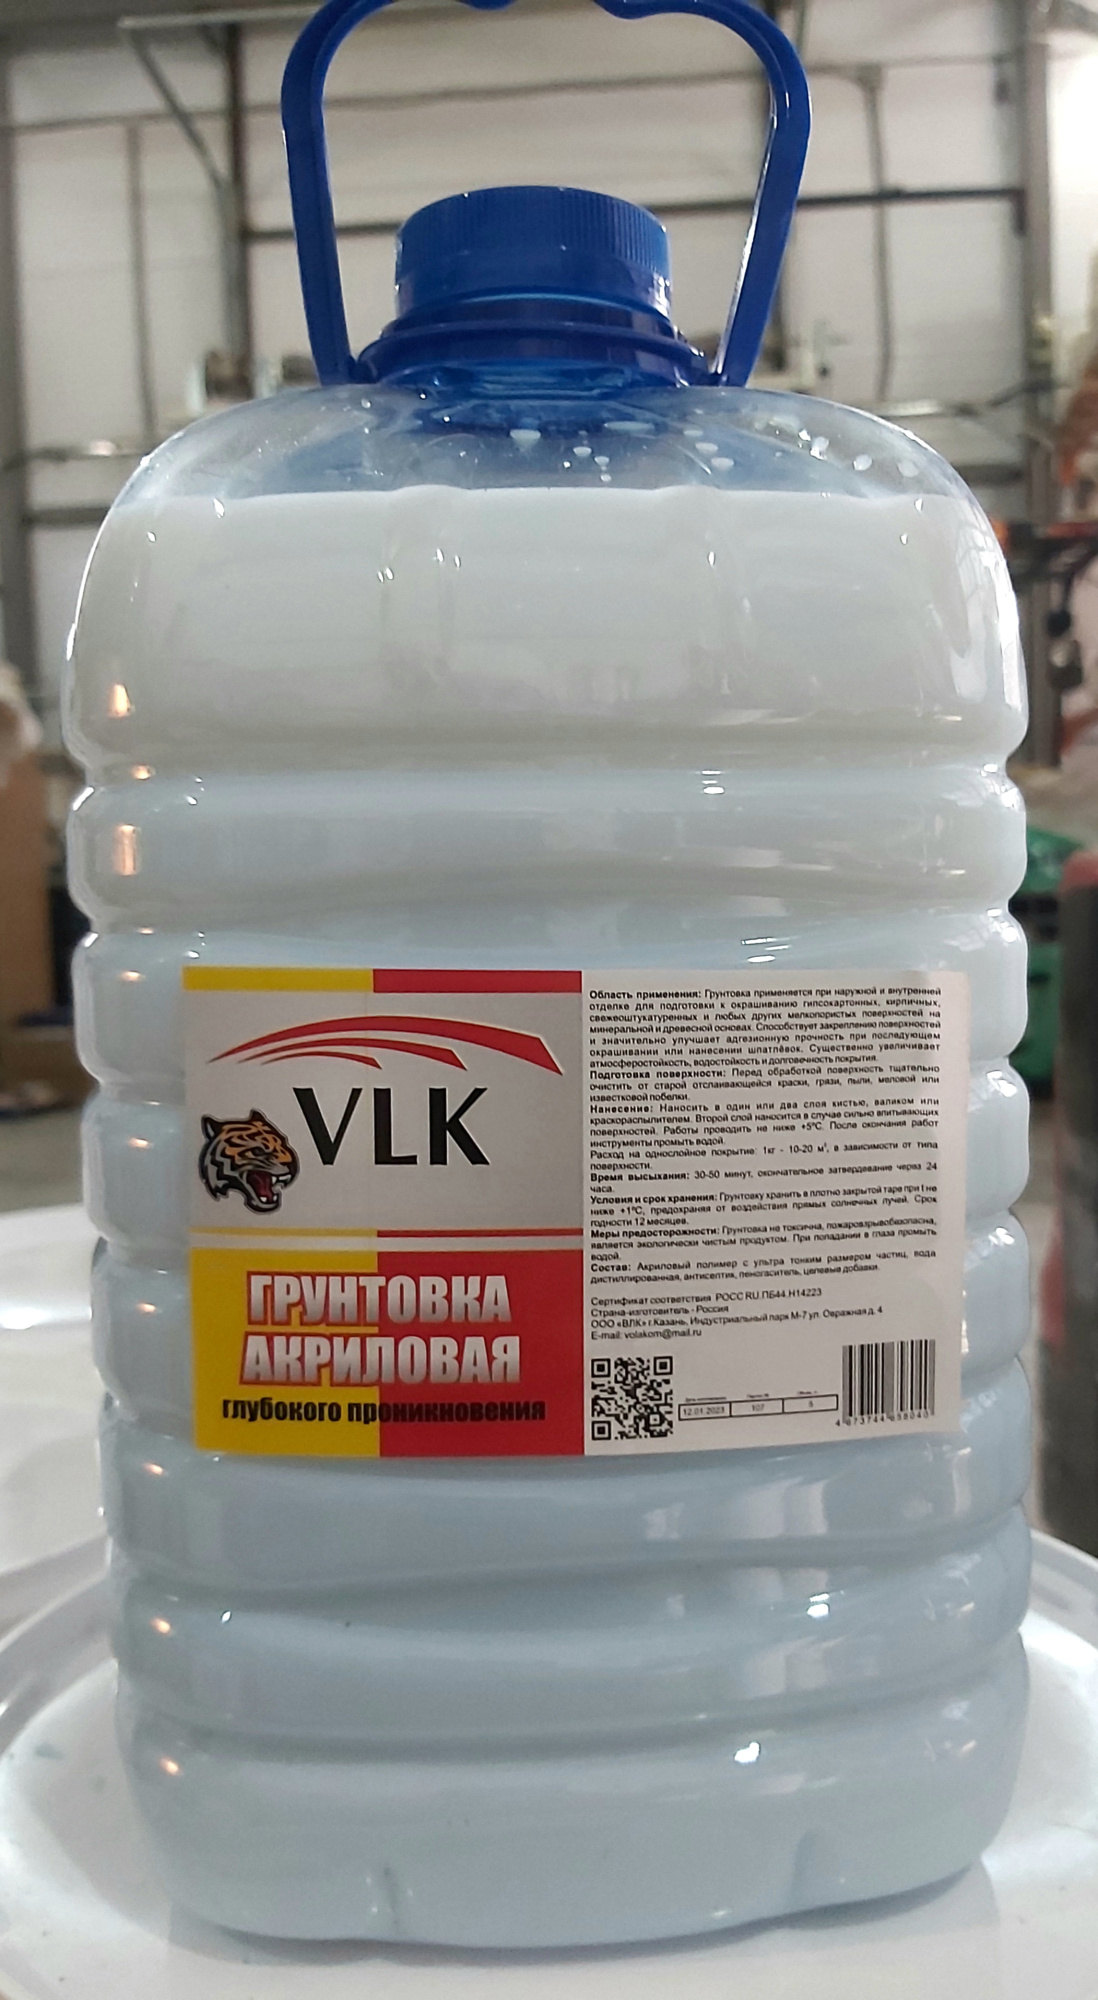 VLK
ГРУНТОВКА
АКРИЛОВАЯ
глубокого проникновения
Область применения: Грунтовка применяется при наружной и внутренней
отделке для подготовки к окрашиванию гипсокартонных, кирпичных,
свежеоштукатуренных и любых других мелкопористых поверхностей на
минеральной и древесной основах. Способствует закреплению поверхностей
и значительно улучшает адгезионную прочность при последующем
окрашивании или нанесении шпатлёвок. Существенно увеличивает
атмосферостойкость, водостойкость и долговечность покрытия.
Подготовка поверхности: Перед обработкой поверхность тщательно
очистить от старой отслаивающейся краски, грязи, пыли, меловой или
известковой побелки.
Нанесение: Наносить в один или два слоя кистью, валиком или
краскораспылителем. Второй слой наносится в случае сильно впитывающих
поверхностей. Работы проводить не ниже +5°С. После окончания работ
инструменты промыть водой.
Расход на однослойное покрытие: 1кг - 10-20 м², в зависимости от типа
поверхности.
Время высыхания: 30-50 минут, окончательное затвердевание через 24
часа.
Условия и срок хранения: Грунтовку хранить в плотно закрытой таре при t не
ниже +1°С, предохраняя от воздействия прямых солнечных лучей. Срок
годности 12 месяцев.
Меры предосторожности: Грунтовка не токсична, пожаровзрывобезопасна,
является экологически чистым продуктом. При попадании в глаза промыть
водой.
Состав: Акриловый полимер с ультра тонким размером частиц, вода
дистиллированная, антисептик, пеногаситель, целевые добавки.
Сертификат соответствия РОСС RU.ПБ44.Н14223
Страна-изготовитель - Россия
ООО «ВЛК» г.Казань, Индустриальный парк М-7 ул. Овражная д. 4
E-mail: volakom@mail.ru
12.01.2023 107 5
4 673744 658040